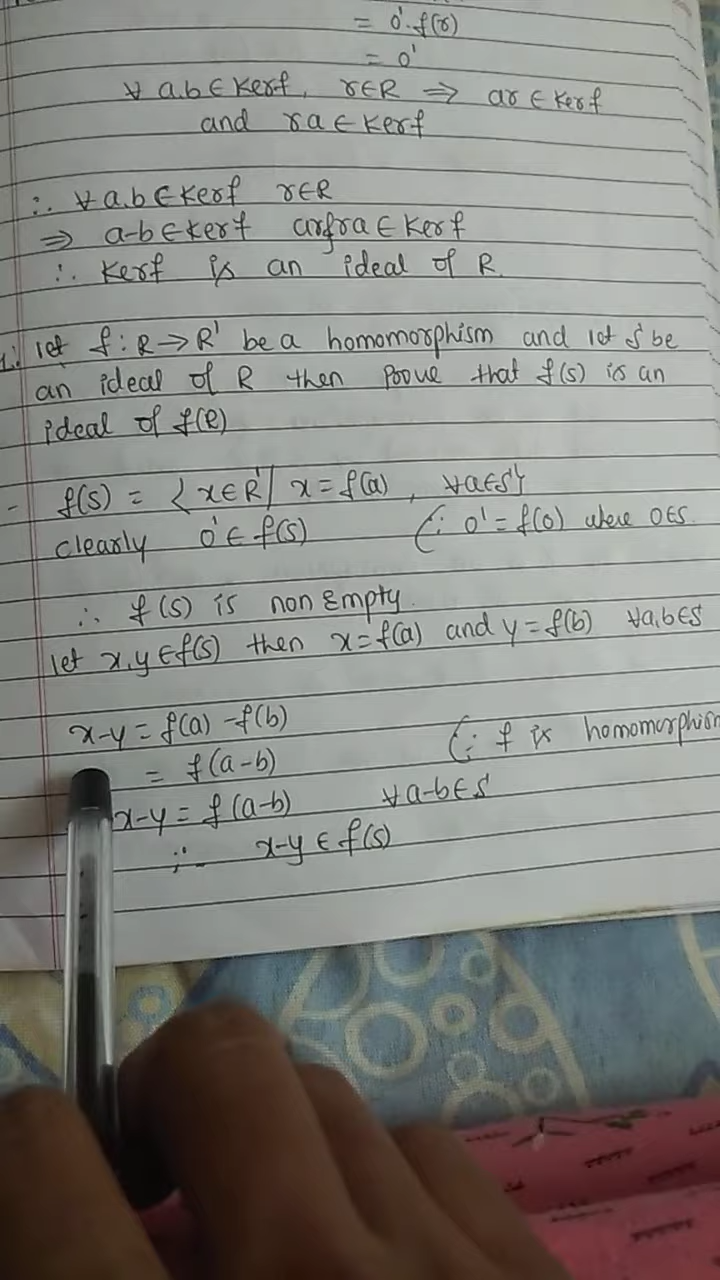 = 0'. f(r)
= 0'
∀ a,b ∈ Kerf, r∈R ⇒ ar ∈ Kerf
and ra ∈ Kerf
∴ ∀ a,b ∈ Kerf r∈R
⇒ a-b ∈ Kerf ar ra ∈ Kerf
∴ Kerf is an ideal of R.
let f : R → R' be a homomorphism and let S be
an ideal of R then Prove that f(s) is an
ideal of f(R)
- f(s) = {x∈R' / x = f(a), ∀a∈S}
clearly 0' ∈ f(s) (∵ 0' = f(0) where 0∈S.
∴ f(s) is non Empty.
let x,y ∈ f(s) then x = f(a) and y = f(b) ∀a,b∈S
x-y = f(a) - f(b)
= f(a-b) (∵ f is homomorphism
x-y = f(a-b) ∀a-b∈S
∴ x-y ∈ f(s)